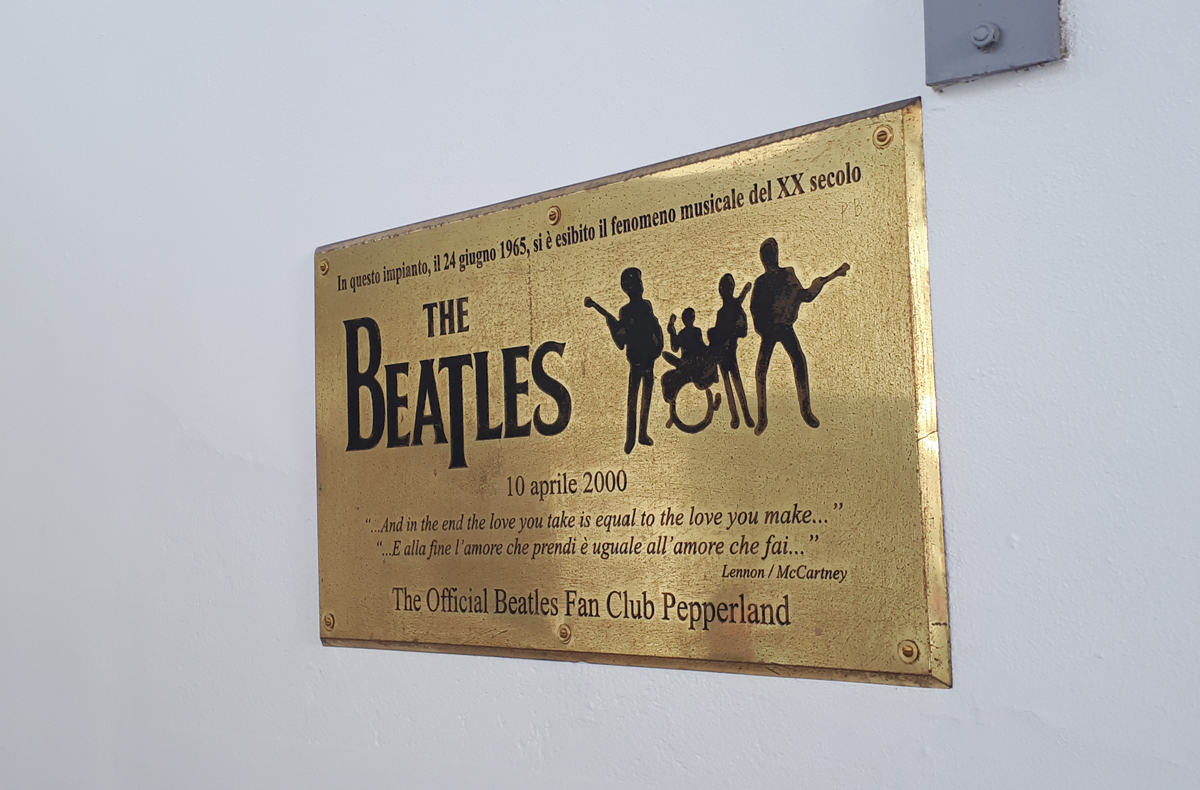 In questo impianto, il 24 giugno 1965, si è esibito il fenomeno musicale del XX secolo
THE
BEATLES
10 aprile 2000
“...And in the end the love you take is equal to the love you make...”
“...E alla fine l'amore che prendi è uguale all'amore che fai...”
Lennon / McCartney
The Official Beatles Fan Club Pepperland